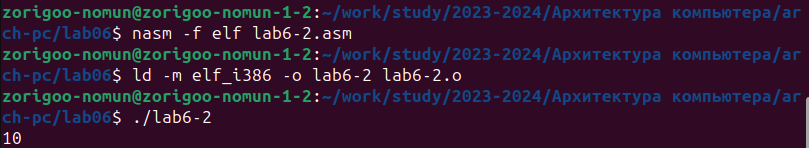 zorigoo-nomun@zorigoo-nomun-1-2:~/work/study/2023-2024/Архитектура компьютера/ar
ch-pc/lab06$ nasm -f elf lab6-2.asm
zorigoo-nomun@zorigoo-nomun-1-2:~/work/study/2023-2024/Архитектура компьютера/ar
ch-pc/lab06$ ld -m elf_i386 -o lab6-2 lab6-2.o
zorigoo-nomun@zorigoo-nomun-1-2:~/work/study/2023-2024/Архитектура компьютера/ar
ch-pc/lab06$ ./lab6-2
10